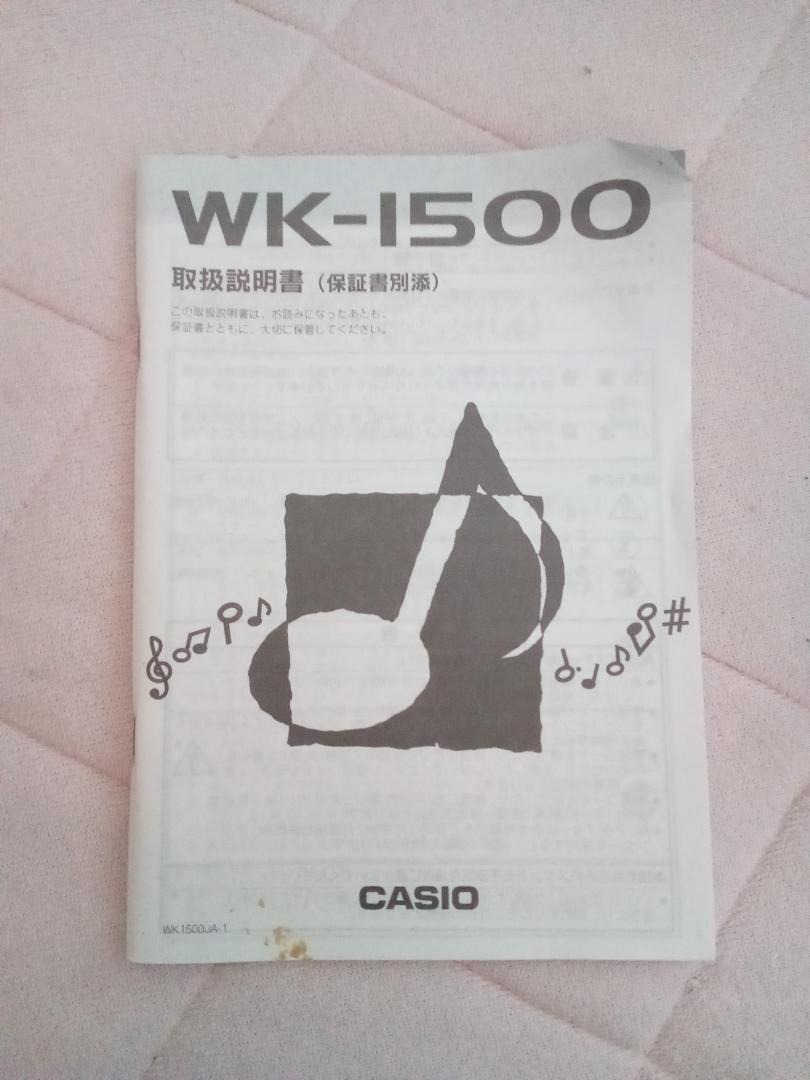 WK-1500
取扱説明書（保証書別添）
この取扱説明書は、お読みになったあとも、
保証書とともに、大切に保管してください。
CASIO
WK1500JA-1